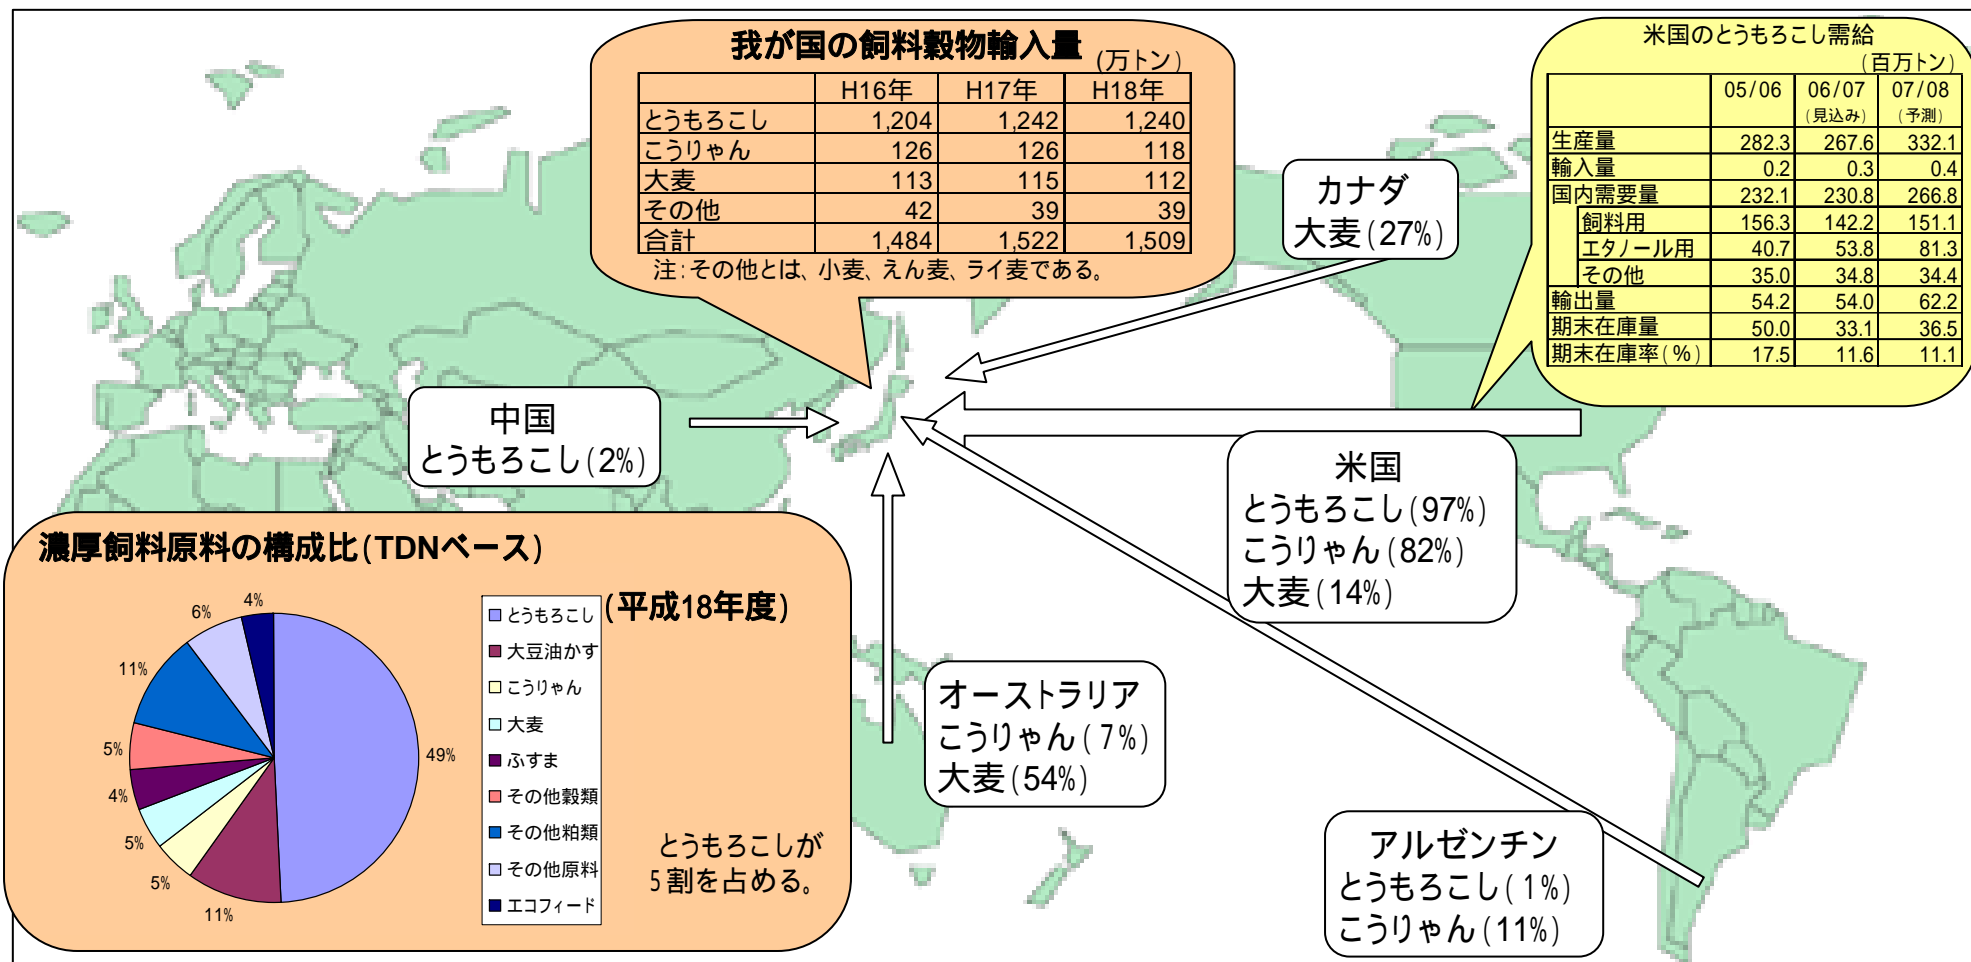 我が国の飼料穀物輸入量 (万トン)
H16年 H17年 H18年
とうもろこし 1,204 1,242 1,240
こうりゃん 126 126 118
大麦 113 115 112
その他 42 39 39
合計 1,484 1,522 1,509
注:その他とは、小麦、えん麦、ライ麦である。
米国のとうもろこし需給
(百万トン)
05/06 06/07 07/08
(見込み) (予測)
生産量 282.3 267.6 332.1
輸入量 0.2 0.3 0.4
国内需要量 232.1 230.8 266.8
飼料用 156.3 142.2 151.1
エタノール用 40.7 53.8 81.3
その他 35.0 34.8 34.4
輸出量 54.2 54.0 62.2
期末在庫量 50.0 33.1 36.5
期末在庫率(%) 17.5 11.6 11.1
カナダ
大麦(27%)
中国
とうもろこし(2%)
米国
とうもろこし(97%)
こうりゃん(82%)
大麦(14%)
オーストラリア
こうりゃん(7%)
大麦(54%)
アルゼンチン
とうもろこし(1%)
こうりゃん(11%)
濃厚飼料原料の構成比(TDNベース)
(平成18年度)
49%
11%
5%
5%
4%
5%
11%
6%
4%
とうもろこし
大豆油かす
こうりゃん
大麦
ふすま
その他穀類
その他粕類
その他原料
エコフィード
とうもろこしが
5割を占める。